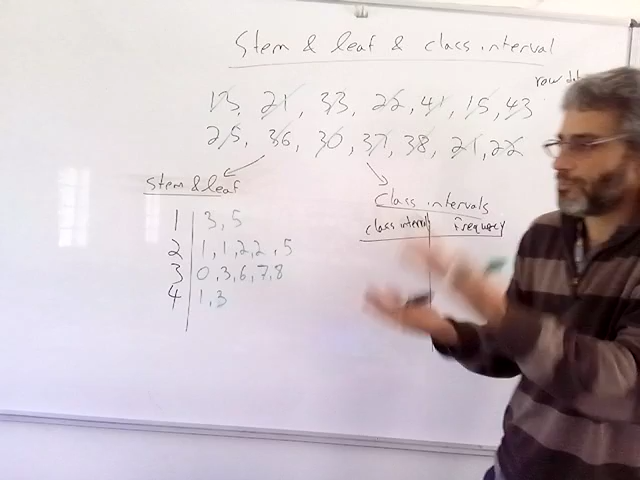 Stem & leaf & class interval
raw
13, 21, 33, 22, 41, 15, 43
25, 36, 30, 37, 38, 21, 22
Stem & leaf
1 3, 5
2 1, 1, 2, 2, 5
3 0, 3, 6, 7, 8
4 1, 3
Class intervals
class interval Frequency